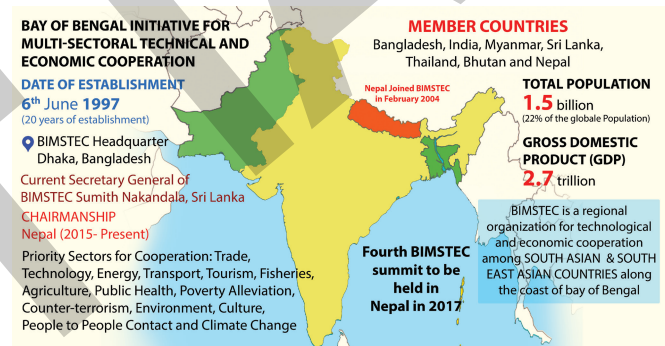 BAY OF BENGAL INITIATIVE FOR
MULTI-SECTORAL TECHNICAL AND
ECONOMIC COOPERATION
DATE OF ESTABLISHMENT
6th June 1997
(20 years of establishment)
BIMSTEC Headquarter
Dhaka, Bangladesh
Current Secretary General of
BIMSTEC Sumith Nakandala, Sri Lanka
CHAIRMANSHIP
Nepal (2015- Present)
Priority Sectors for Cooperation: Trade,
Technology, Energy, Transport, Tourism, Fisheries,
Agriculture, Public Health, Poverty Alleviation,
Counter-terrorism, Environment, Culture,
People to People Contact and Climate Change
Nepal Joined BIMSTEC
in February 2004
Fourth BIMSTEC
summit to be
held in
Nepal in 2017
MEMBER COUNTRIES
Bangladesh, India, Myanmar, Sri Lanka,
Thailand, Bhutan and Nepal
TOTAL POPULATION
1.5 billion
(22% of the globale Population)
GROSS DOMESTIC
PRODUCT (GDP)
2.7 trillion
BIMSTEC is a regional
organization for technological
and economic cooperation
among SOUTH ASIAN & SOUTH
EAST ASIAN COUNTRIES along
the coast of bay of Bengal